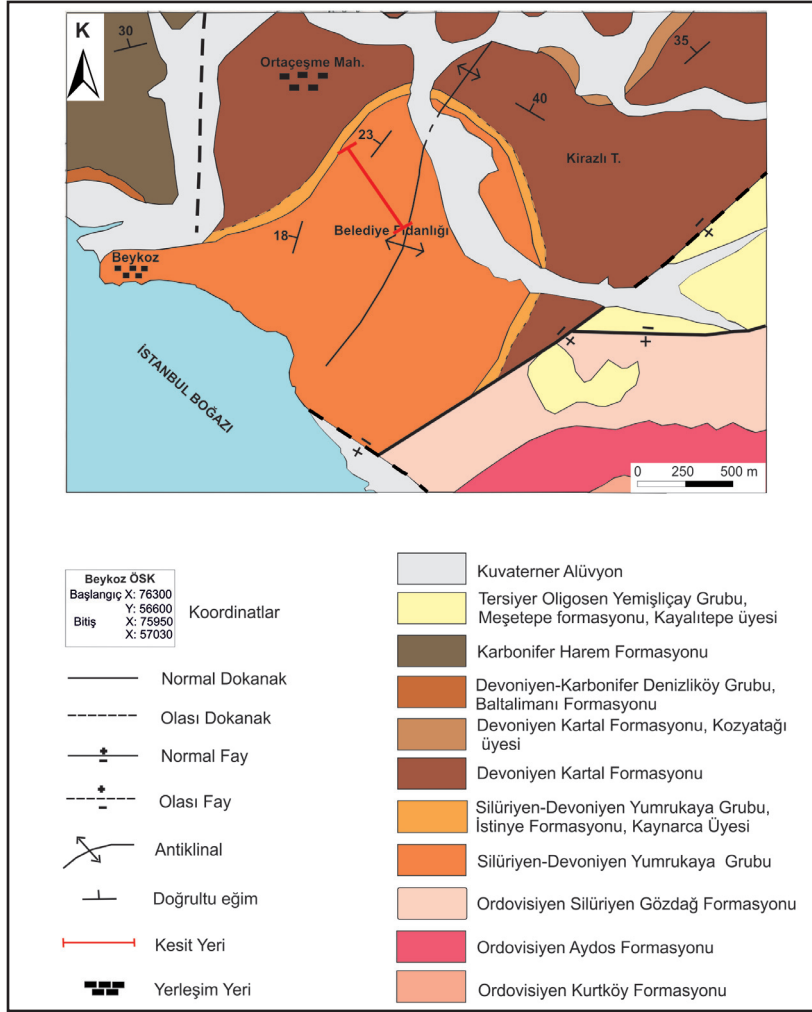 K
30
35
Ortaçeşme Mah.
40
23
Kirazlı T.
18
Belediye Fidanlığı
Beykoz
İSTANBUL BOĞAZI
0 250 500 m
Beykoz ÖSK
Başlangıç X: 76300
Y: 56600
Bitiş X: 75950
X: 57030
Koordinatlar
Normal Dokanak
Olası Dokanak
Normal Fay
Olası Fay
Antiklinal
Doğrultu eğim
Kesit Yeri
Yerleşim Yeri
Kuvaterner Alüvyon
Tersiyer Oligosen Yemişliçay Grubu,
Meşetepe formasyonu, Kayalıtepe üyesi
Karbonifer Harem Formasyonu
Devoniyen-Karbonifer Denizliköy Grubu,
Baltalimanı Formasyonu
Devoniyen Kartal Formasyonu, Kozyatağı
üyesi
Devoniyen Kartal Formasyonu
Silüriyen-Devoniyen Yumrukaya Grubu,
İstinye Formasyonu, Kaynarca Üyesi
Silüriyen-Devoniyen Yumrukaya Grubu
Ordovisiyen Silüriyen Gözdağ Formasyonu
Ordovisiyen Aydos Formasyonu
Ordovisiyen Kurtköy Formasyonu